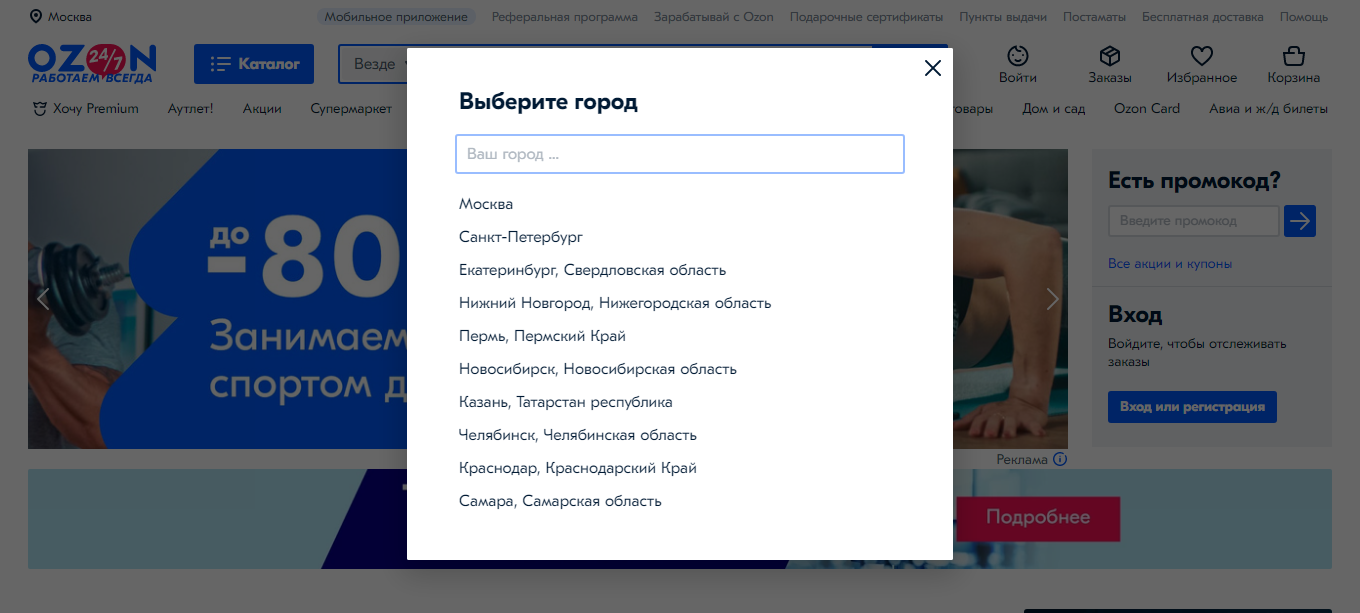 Москва
Мобильное приложение
Реферальная программа
Зарабатывай с Ozon
Подарочные сертификаты
Пункты выдачи
Постаматы
Бесплатная доставка
Помощь
OZON
24/7
РАБОТАЕМ ВСЕГДА
Каталог
Везде
Войти
Заказы
Избранное
Корзина
Хочу Premium
Аутлет!
Акции
Супермаркет
овары
Дом и сад
Ozon Card
Авиа и ж/д билеты
Выберите город
Ваш город ...
Москва
Санкт-Петербург
Екатеринбург, Свердловская область
Нижний Новгород, Нижегородская область
Пермь, Пермский Край
Новосибирск, Новосибирская область
Казань, Татарстан республика
Челябинск, Челябинская область
Краснодар, Краснодарский Край
Самара, Самарская область
до
-80
Занимаем
спортом д
Есть промокод?
Введите промокод
Все акции и купоны
Вход
Войдите, чтобы отслеживать
заказы
Вход или регистрация
Реклама
Подробнее